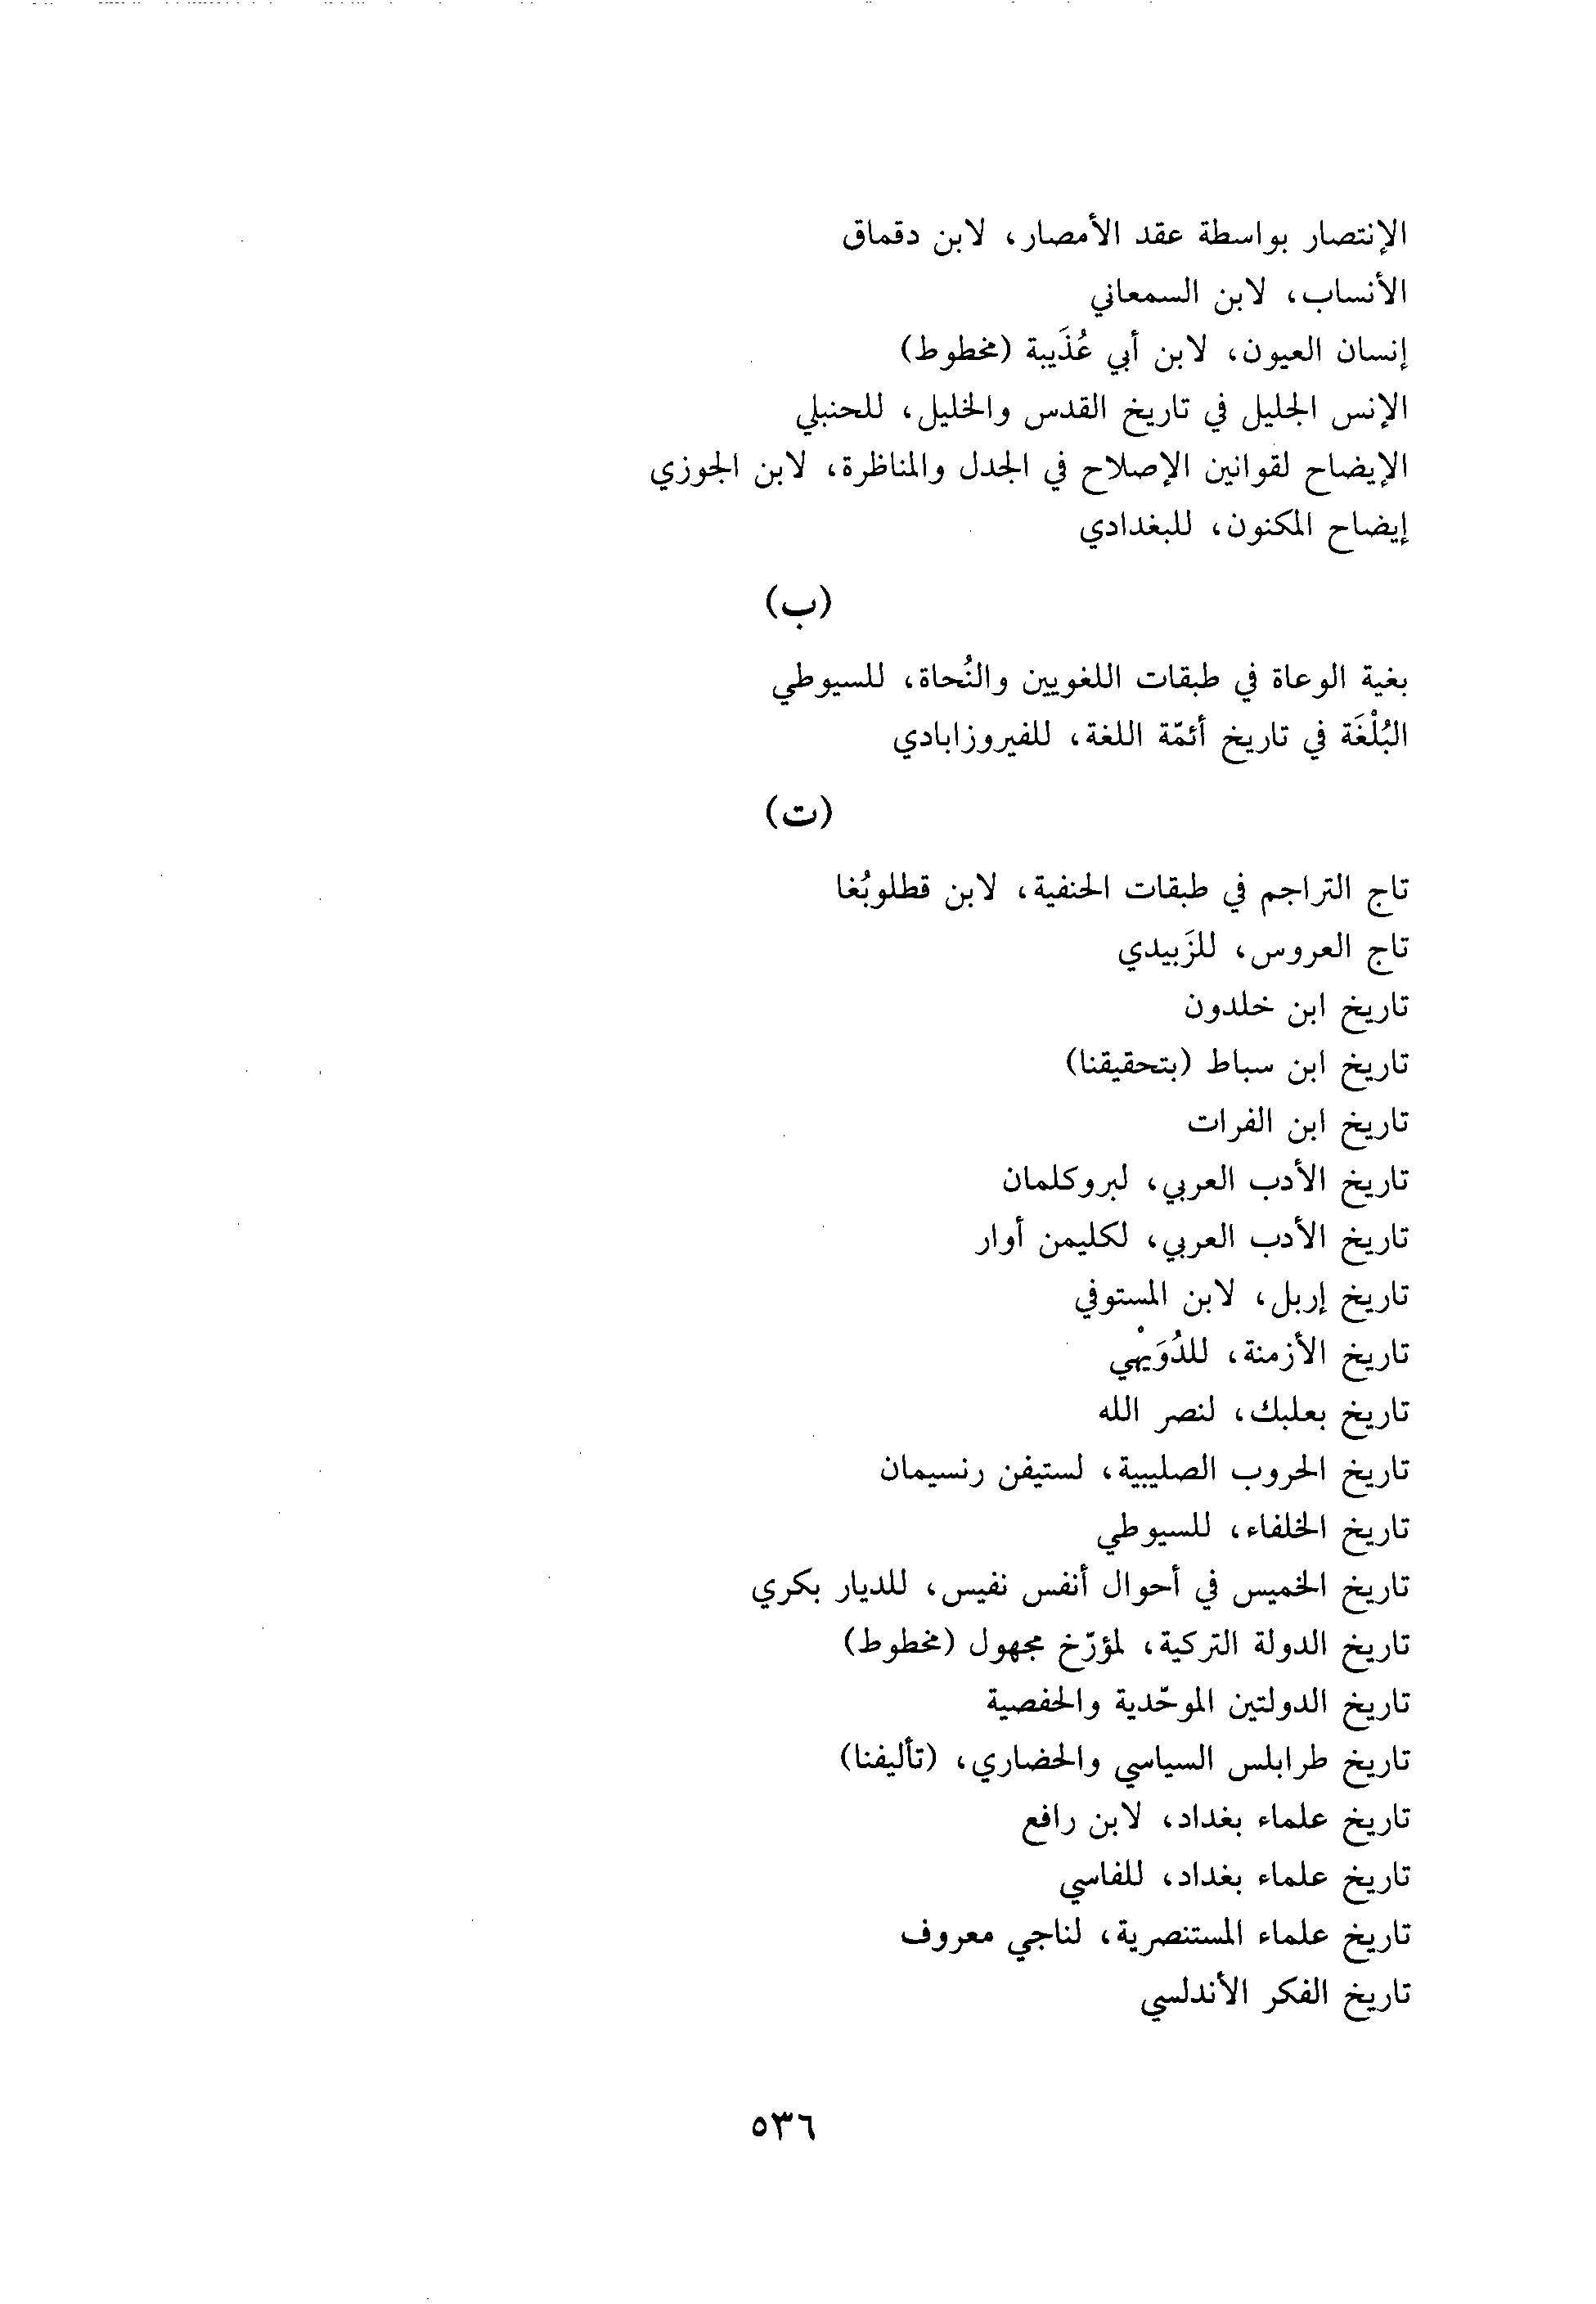 الإنتصار بواسطة عقد الأمصار، لابن دقماق
الأنساب، لابن السمعاني
إنسان العيون، لابن أبي عُذَيبة (مخطوط)
الإنس الجليل في تاريخ القدس والخليل، للحنبلي
الإيضاح لقوانين الإصلاح في الجدل والمناظرة، لابن الجوزي
إيضاح المكنون، للبغدادي
(ب)
بغية الوعاة في طبقات اللغويين والنُحاة، للسيوطي
البُلْغَة في تاريخ أئمّة اللغة، للفيروزابادي
(ت)
تاج التراجم في طبقات الحنفية، لابن قطلوبُغا
تاج العروس، للزَبيدي
تاريخ ابن خلدون
تاريخ ابن سباط (بتحقيقنا)
تاريخ ابن الفرات
تاريخ الأدب العربي، لبروكلمان
تاريخ الأدب العربي، لكليمن أوار
تاريخ إربل، لابن المستوفي
تاريخ الأزمنة، للدُوَيْهي
تاريخ بعلبك، لنصر الله
تاريخ الحروب الصليبية، لستيفن رنسيمان
تاريخ الخلفاء، للسيوطي
تاريخ الخميس في أحوال أنفس نفيس، للديار بكري
تاريخ الدولة التركية، لمؤرّخ مجهول (مخطوط)
تاريخ الدولتين الموحّدية والحفصية
تاريخ طرابلس السياسي والحضاري، (تأليفنا)
تاريخ علماء بغداد، لابن رافع
تاريخ علماء بغداد، للفاسي
تاريخ علماء المستنصرية، لناجي معروف
تاريخ الفكر الأندلسي
٥٣٦